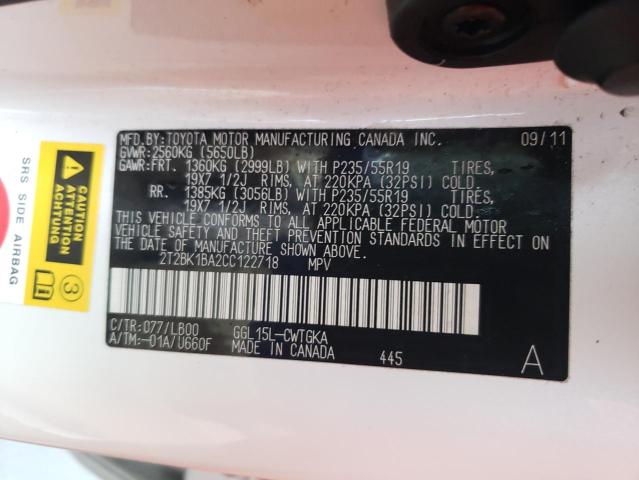 MFD. BY: TOYOTA MOTOR MANUFACTURING CANADA INC. 09/11
GVWR: 2560KG (5650LB)
GAWR: FRT. 1360KG (2999LB) WITH P235/55R19 TIRES,
19X7 1/2J RIMS, AT 220KPA (32PSI) COLD.
RR. 1385KG (3056LB) WITH P235/55R19 TIRES,
19X7 1/2J RIMS, AT 220KPA (32PSI) COLD.
THIS VEHICLE CONFORMS TO ALL APPLICABLE FEDERAL MOTOR
VEHICLE SAFETY AND THEFT PREVENTION STANDARDS IN EFFECT ON
THE DATE OF MANUFACTURE SHOWN ABOVE.
2T2BK1BA2CC122718 MPV
C/TR: 077/LB00 GGL15L-CWTGKA
A/TM: -01A/U660F MADE IN CANADA 445 A
SRS SIDE AIRBAG
CAUTION
ATTENTION
3